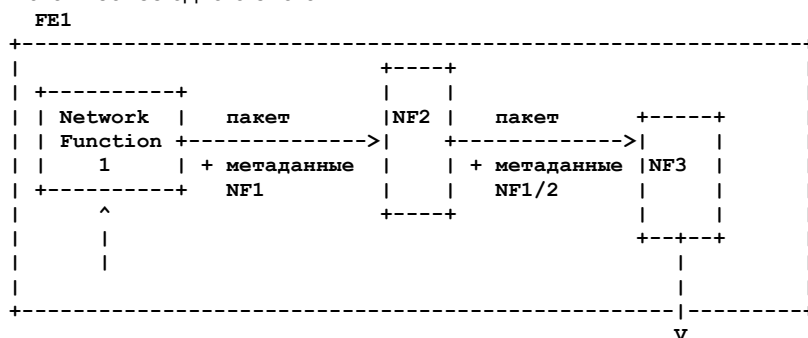 FE1
Network пакет NF2 пакет
Function
1 + метаданные + метаданные NF3
NF1 NF1/2